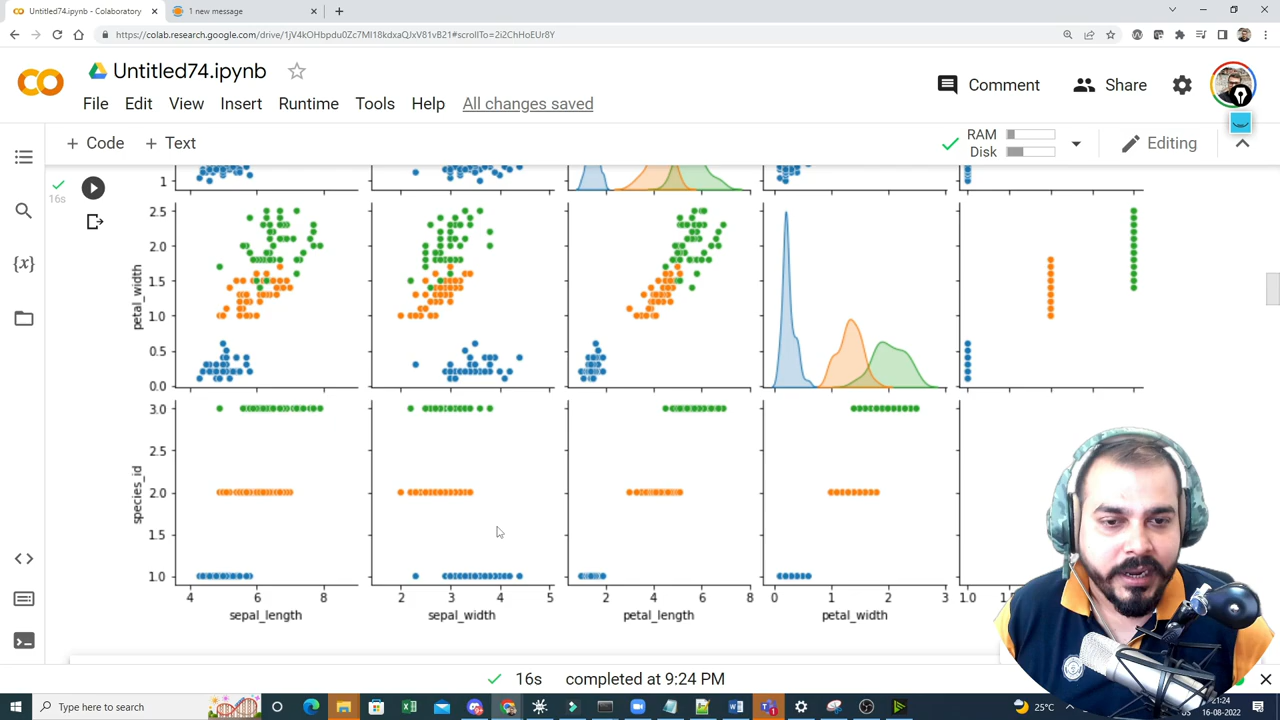 Untitled74.ipynb - Colaboratory
1 new message
https://colab.research.google.com/drive/1jV4kOHbpdu0Zc7MI18kdxaQJxV81vB21#scrollTo=2i2ChHoEUr8Y
Untitled74.ipynb
Comment
Share
File Edit View Insert Runtime Tools Help All changes saved
+ Code + Text
RAM
Disk
Editing
16s
{x}
1
2.5
2.0
1.5
1.0
0.5
0.0
petal_width
3.0
2.5
2.0
1.5
1.0
species_id
4 6 8 2 3 4 5 2 4 6 8 0 1 2 3 1.0
sepal_length sepal_width petal_length petal_width
16s completed at 9:24 PM
Type here to search
25°C
21:24
16-08-2022